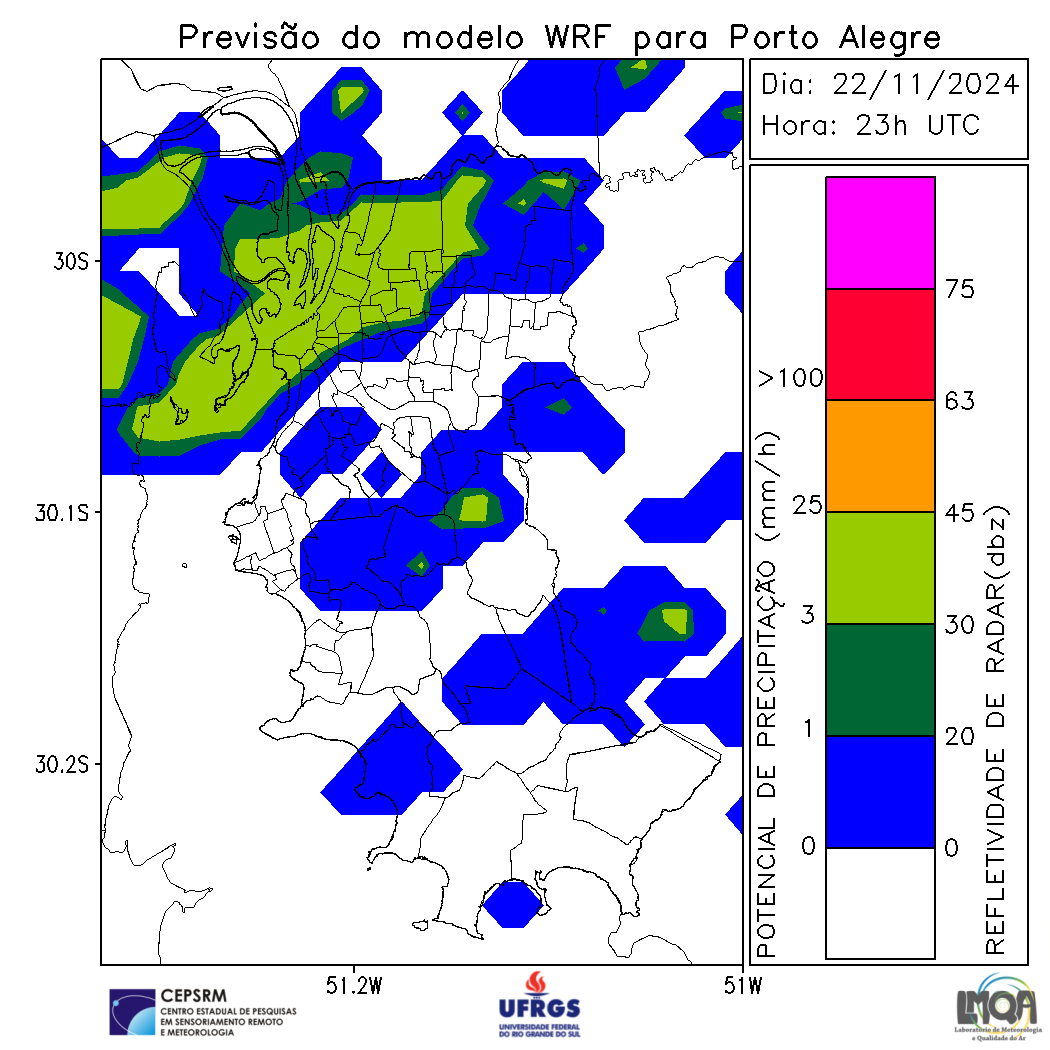 Previsão do modelo WRF para Porto Alegre
Dia: 22/11/2024
Hora: 23h UTC
30S
30.1S
30.2S
51.2W
51W
POTENCIAL DE PRECIPITAÇÃO (mm/h)
>100
25
3
1
0
75
63
45
30
20
0
REFLETIVIDADE DE RADAR(dbz)
CEPSRM
CENTRO ESTADUAL DE PESQUISAS
EM SENSORIAMENTO REMOTO
E METEOROLOGIA
UFRGS
UNIVERSIDADE FEDERAL
DO RIO GRANDE DO SUL
LMQA
Laboratório de Meteorologia
e Qualidade do Ar